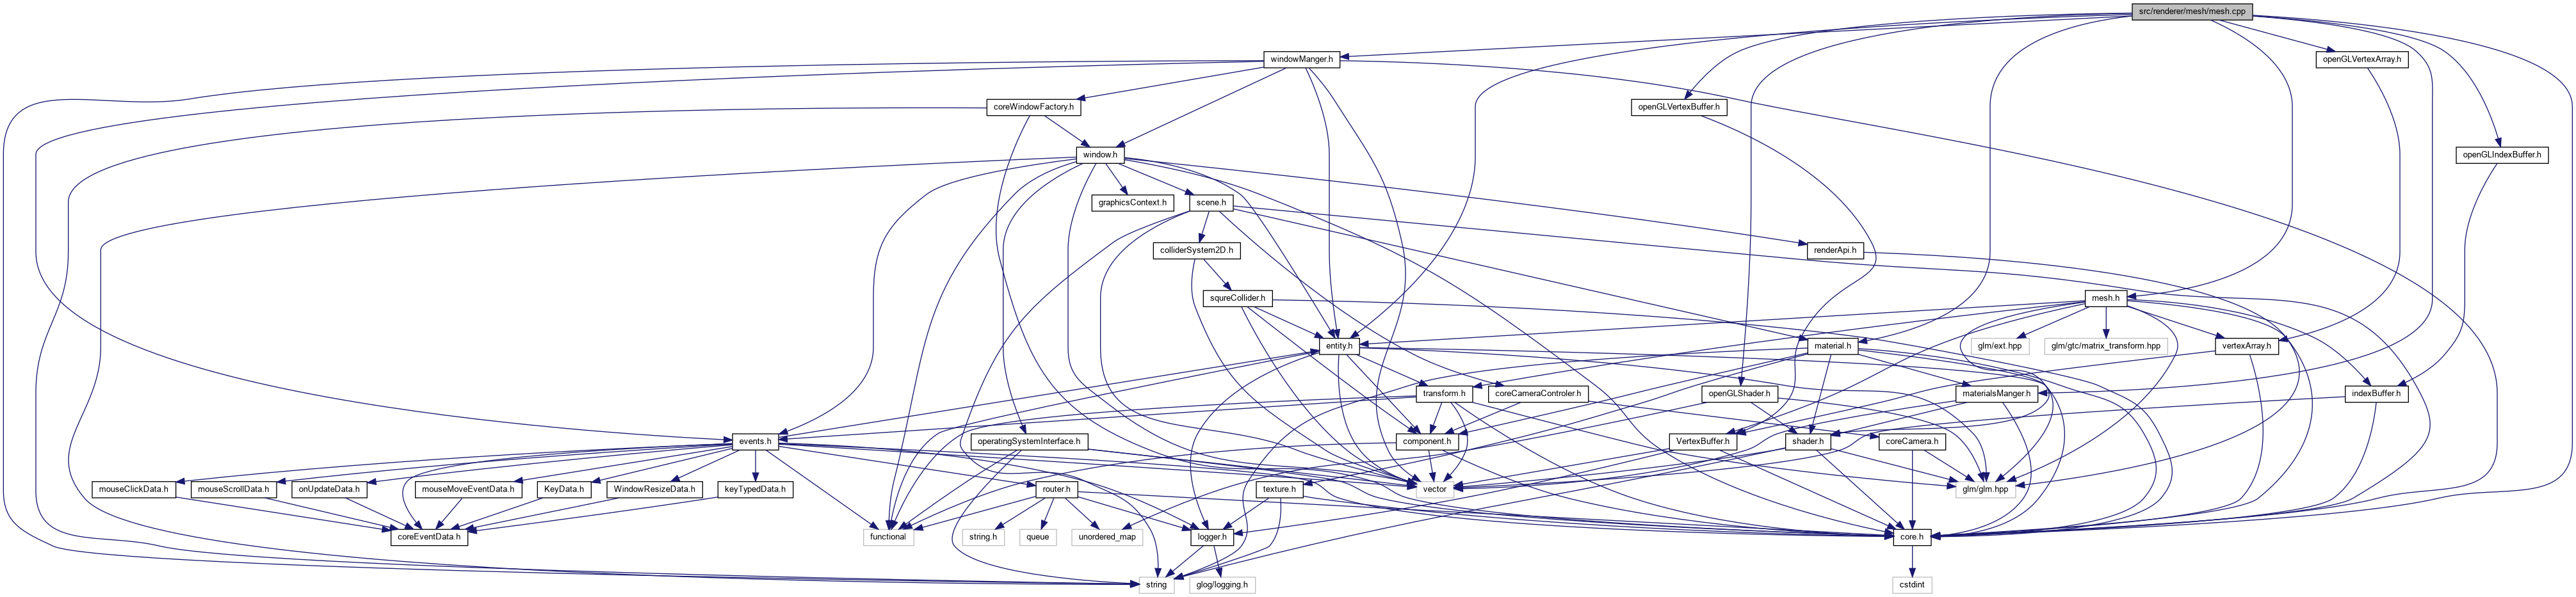 src/renderer/mesh/mesh.cpp
windowManger.h
openGLVertexArray.h
coreWindowFactory.h
openGLVertexBuffer.h
window.h
openGLIndexBuffer.h
graphicsContext.h
scene.h
colliderSystem2D.h
renderApi.h
squreCollider.h
mesh.h
entity.h
material.h
glm/ext.hpp
glm/gtc/matrix_transform.hpp
vertexArray.h
transform.h
coreCameraControler.h
openGLShader.h
materialsManger.h
indexBuffer.h
events.h
operatingSystemInterface.h
component.h
VertexBuffer.h
shader.h
coreCamera.h
mouseClickData.h
mouseScrollData.h
onUpdateData.h
mouseMoveEventData.h
KeyData.h
WindowResizeData.h
keyTypedData.h
router.h
texture.h
vector
glm/glm.hpp
coreEventData.h
functional
string.h
queue
unordered_map
logger.h
core.h
string
glog/logging.h
cstdint